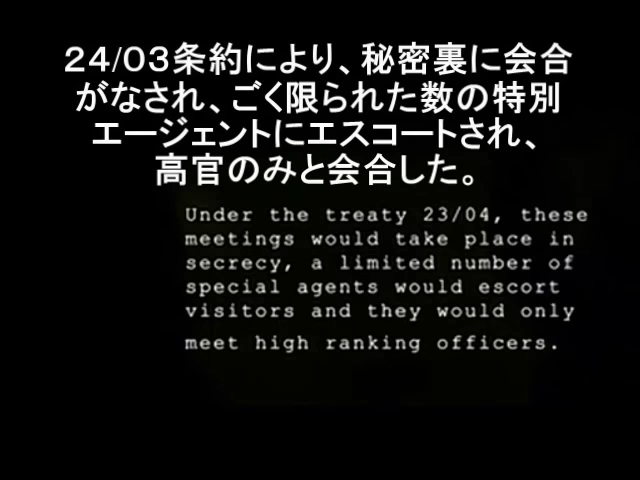 24/03条約により、秘密裏に会合
がなされ、ごく限られた数の特別
エージェントにエスコートされ、
高官のみと会合した。
Under the treaty 23/04, these
meetings would take place in
secrecy, a limited number of
special agents would escort
visitors and they would only
meet high ranking officers.